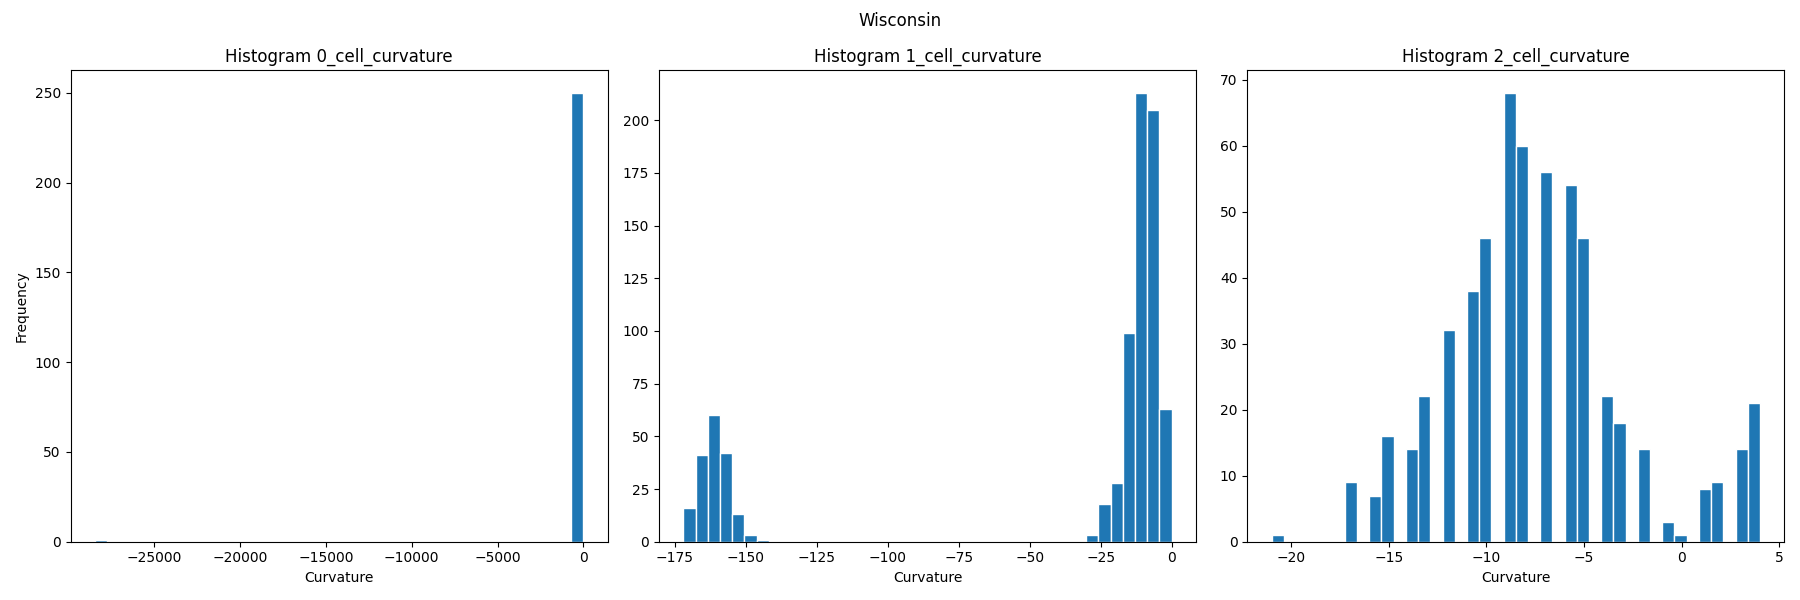 Wisconsin
Histogram 0_cell_curvature
Histogram 1_cell_curvature
Histogram 2_cell_curvature
Frequency
250
200
150
100
50
0
−25000 −20000 −15000 −10000 −5000 0
Curvature
200
175
150
125
100
75
50
25
0
−175 −150 −125 −100 −75 −50 −25 0
Curvature
70
60
50
40
30
20
10
0
−20 −15 −10 −5 0 5
Curvature